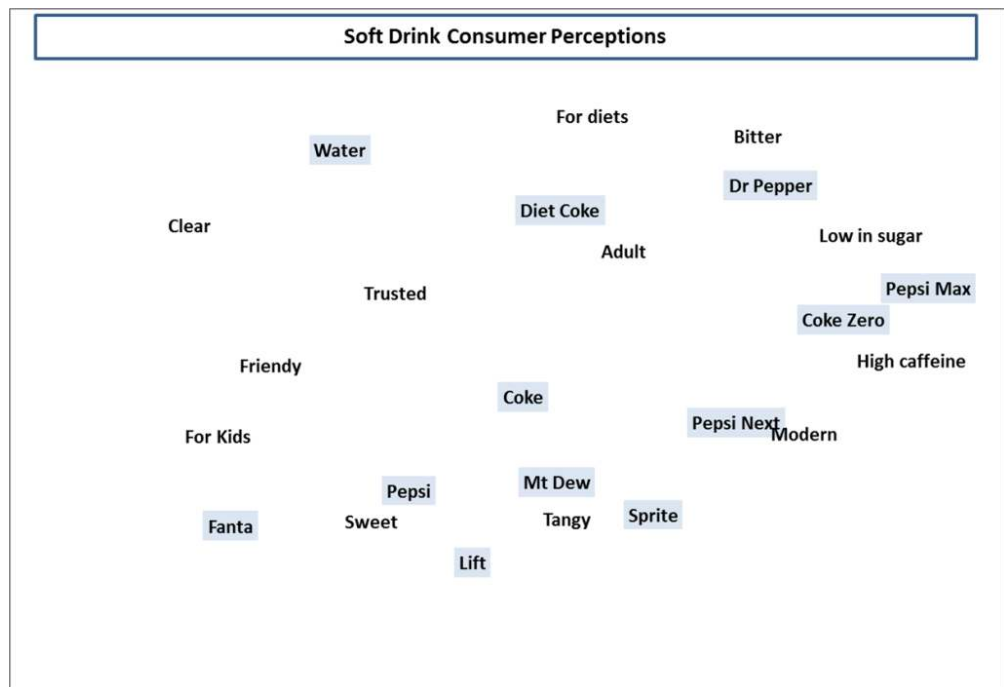 Soft Drink Consumer Perceptions
For diets
Bitter
Water
Dr Pepper
Diet Coke
Clear
Low in sugar
Adult
Pepsi Max
Trusted
Coke Zero
High caffeine
Friendy
Coke
Pepsi Next
Modern
For Kids
Mt Dew
Pepsi
Sprite
Tangy
Sweet
Fanta
Lift